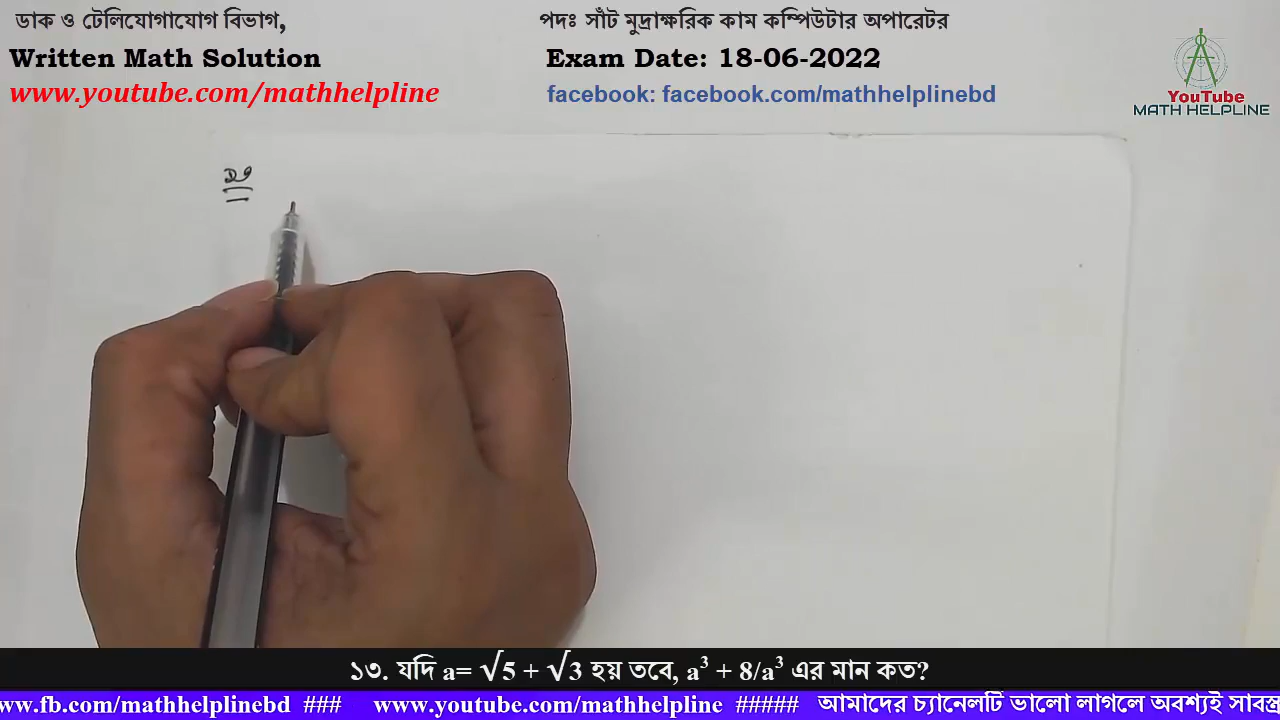 ডাক ও টেলিযোগাযোগ বিভাগ,
পদঃ সাঁট মুদ্রাক্ষরিক কাম কম্পিউটার অপারেটর
Written Math Solution
Exam Date: 18-06-2022
www.youtube.com/mathhelpline
facebook: facebook.com/mathhelplinebd
YouTube
MATH HELPLINE
১৩. যদি a= √5 + √3 হয় তবে, a³ + 8/a³ এর মান কত?
ww.fb.com/mathhelplinebd ### www.youtube.com/mathhelpline ##### আমাদের চ্যানেলটি ভালো লাগলে অবশ্যই সাবস্ক্র